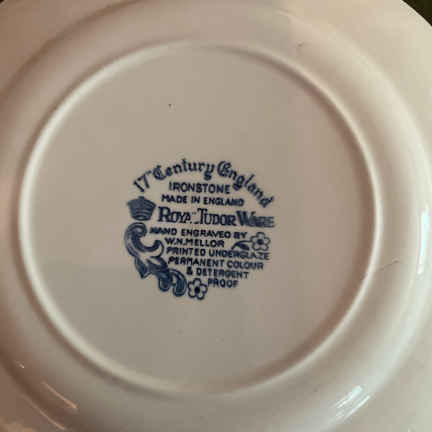 17th Century England
IRONSTONE
MADE IN ENGLAND
ROYAL TUDOR WARE
HAND ENGRAVED BY
W.N.MELLOR
PRINTED UNDERGLAZE
PERMANENT COLOUR
& DETERGENT
PROOF